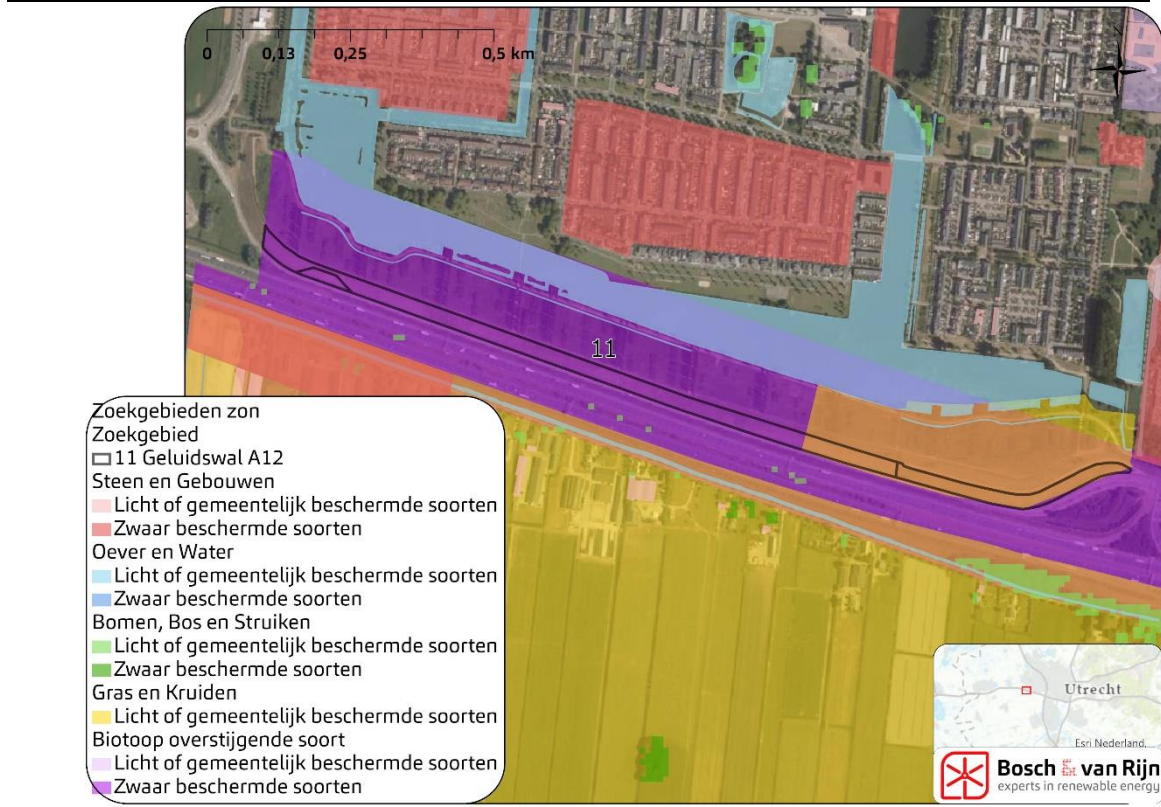 0 0,13 0,25 0,5 km
11
Zoekgebieden zon
Zoekgebied
11 Geluidswal A12
Steen en Gebouwen
Licht of gemeentelijk beschermde soorten
Zwaar beschermde soorten
Oever en Water
Licht of gemeentelijk beschermde soorten
Zwaar beschermde soorten
Bomen, Bos en Struiken
Licht of gemeentelijk beschermde soorten
Zwaar beschermde soorten
Gras en Kruiden
Licht of gemeentelijk beschermde soorten
Biotoop overstijgende soort
Licht of gemeentelijk beschermde soorten
Zwaar beschermde soorten
Utrecht
Esri Nederland,
Bosch & van Rijn
experts in renewable energy